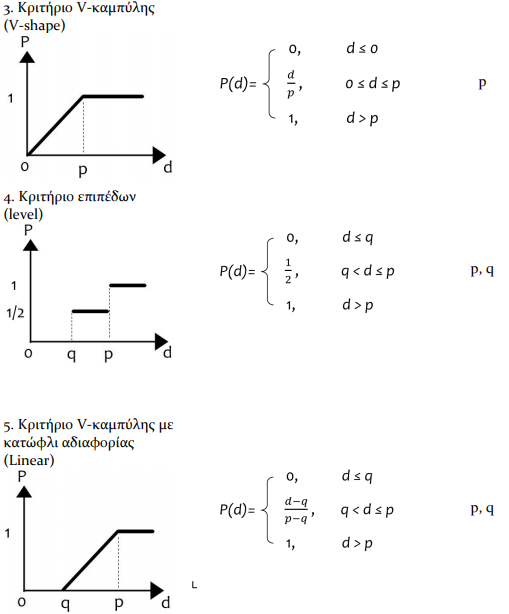 3. Κριτήριο V-καμπύλης
(V-shape)
P
1
0 p d
P(d)= { 0, d ≤ 0
d/p, 0 ≤ d ≤ p
1, d > p
p
4. Κριτήριο επιπέδων
(level)
P
1
1/2
0 q p d
P(d)= { 0, d ≤ q
1/2, q < d ≤ p
1, d > p
p, q
5. Κριτήριο V-καμπύλης με
κατώφλι αδιαφορίας
(Linear)
P
1
0 q p d
P(d)= { 0, d ≤ q
d−q/p−q, q < d ≤ p
1, d > p
p, q